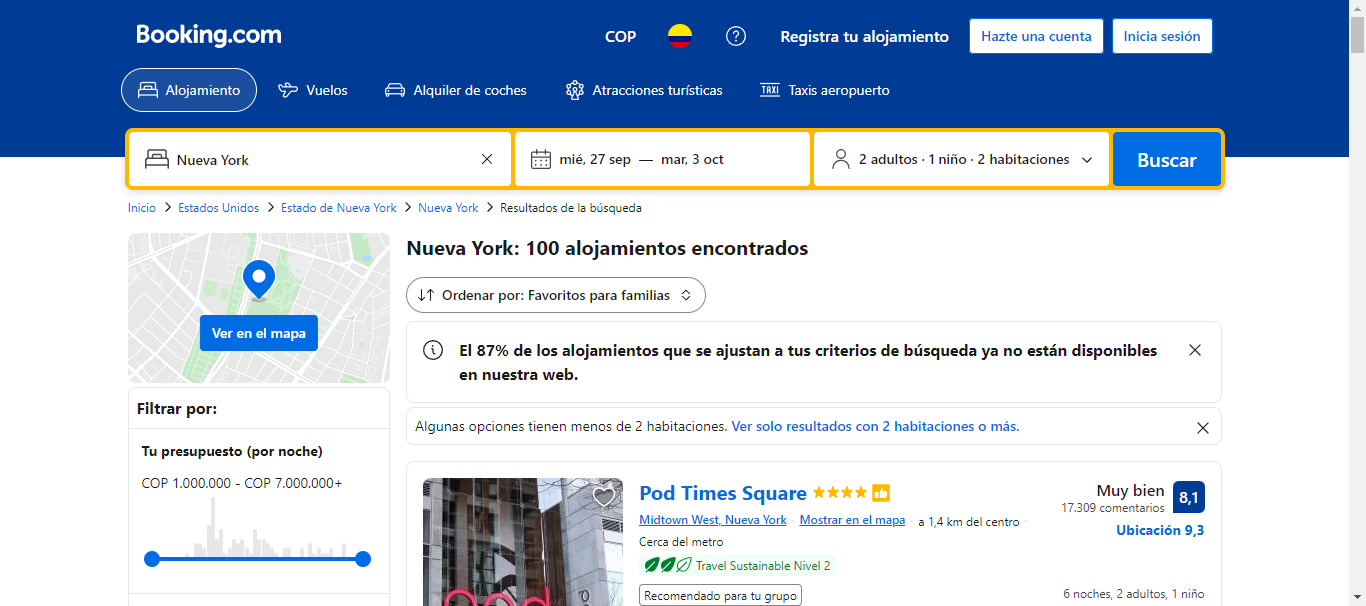 Booking.com
COP
Registra tu alojamiento
Hazte una cuenta
Inicia sesión
Alojamiento
Vuelos
Alquiler de coches
Atracciones turísticas
TAXI Taxis aeropuerto
Nueva York
mié, 27 sep — mar, 3 oct
2 adultos · 1 niño · 2 habitaciones
Buscar
Inicio > Estados Unidos > Estado de Nueva York > Nueva York > Resultados de la búsqueda
Ver en el mapa
Filtrar por:
Tu presupuesto (por noche)
COP 1.000.000 - COP 7.000.000+
Nueva York: 100 alojamientos encontrados
Ordenar por: Favoritos para familias
El 87% de los alojamientos que se ajustan a tus criterios de búsqueda ya no están disponibles
en nuestra web.
Algunas opciones tienen menos de 2 habitaciones. Ver solo resultados con 2 habitaciones o más.
Pod Times Square
Midtown West, Nueva York · Mostrar en el mapa · a 1,4 km del centro ·
Cerca del metro
Travel Sustainable Nivel 2
Recomendado para tu grupo
Muy bien 8,1
17.309 comentarios
Ubicación 9,3
6 noches, 2 adultos, 1 niño
pod